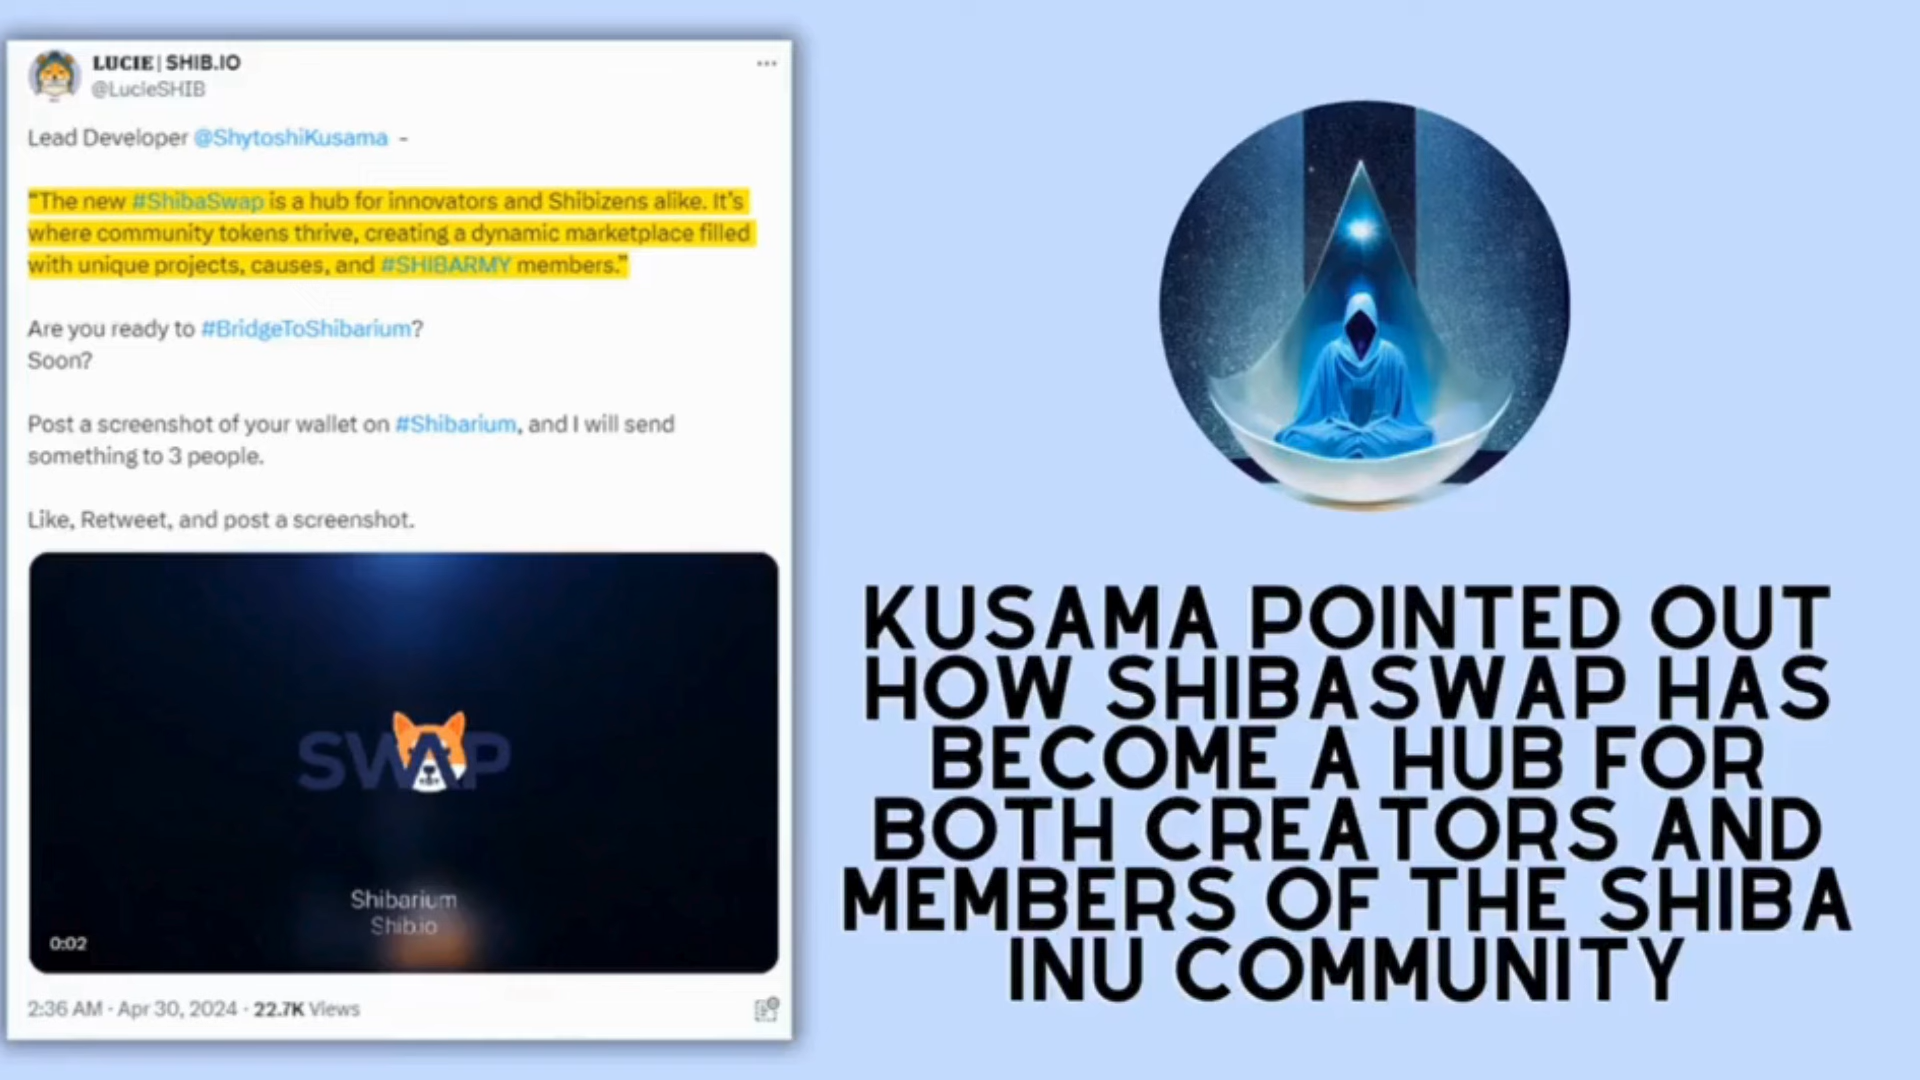 LUCIE | SHIB.IO
@LucieSHIB
Lead Developer @ShytoshiKusama -
"The new #ShibaSwap is a hub for innovators and Shibizens alike. It's
where community tokens thrive, creating a dynamic marketplace filled
with unique projects, causes, and #SHIBARMY members."
Are you ready to #BridgeToShibarium?
Soon?
Post a screenshot of your wallet on #Shibarium, and I will send
something to 3 people.
Like, Retweet, and post a screenshot.
SWAP
Shibarium
Shib.io
0:02
2:36 AM · Apr 30, 2024 · 22.7K Views
KUSAMA POINTED OUT
HOW SHIBASWAP HAS
BECOME A HUB FOR
BOTH CREATORS AND
MEMBERS OF THE SHIBA
INU COMMUNITY